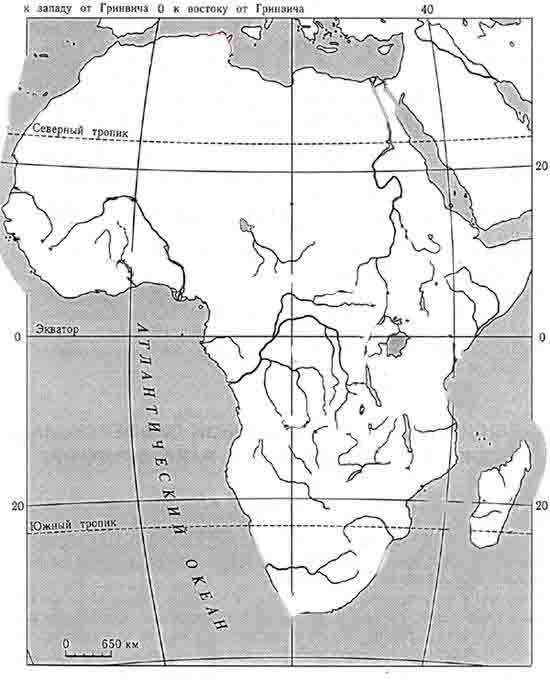 к западу от Гринвича 0 к востоку от Гринвича 40
Северный тропик
20 20
Экватор
0 0
АТЛАНТИЧЕСКИЙ ОКЕАН
20 20
Южный тропик
0 650 км